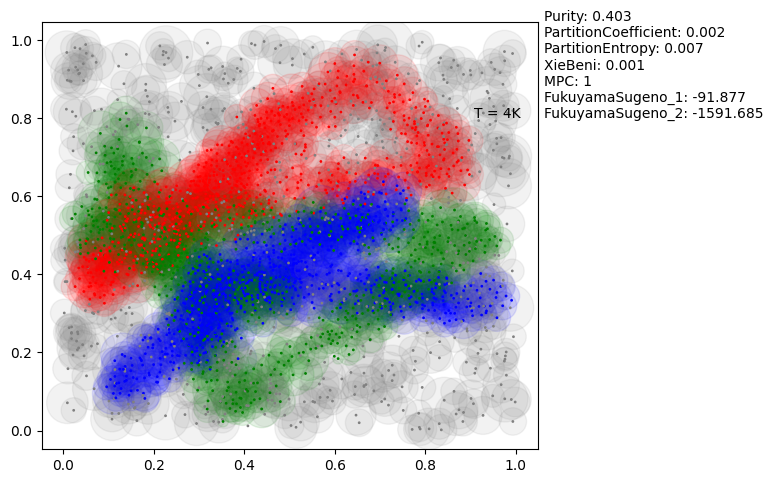 Purity: 0.403
PartitionCoefficient: 0.002
PartitionEntropy: 0.007
XieBeni: 0.001
MPC: 1
FukuyamaSugeno_1: -91.877
FukuyamaSugeno_2: -1591.685
T = 4K
1.0
0.8
0.6
0.4
0.2
0.0
0.0 0.2 0.4 0.6 0.8 1.0